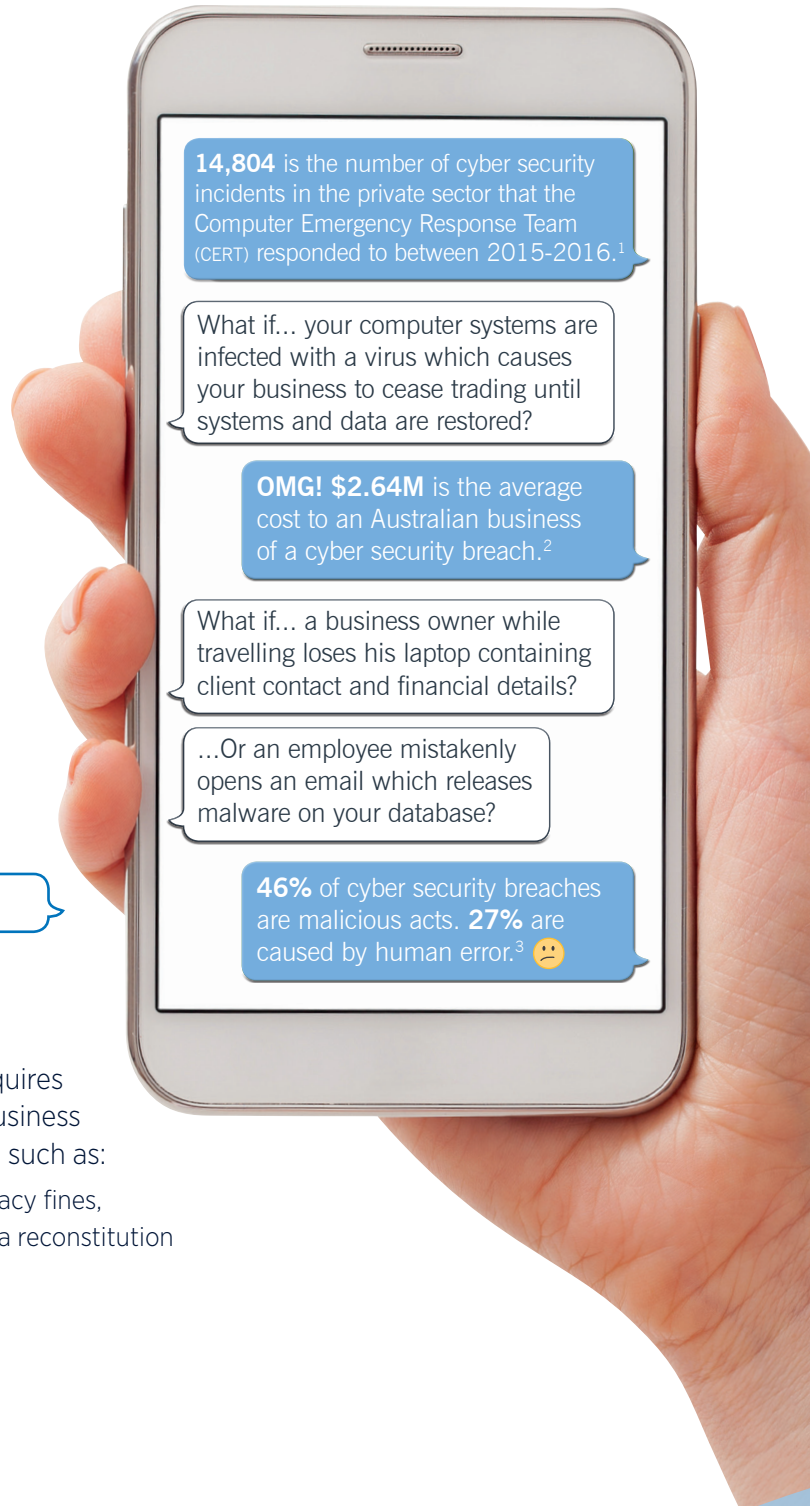 14,804 is the number of cyber security
incidents in the private sector that the
Computer Emergency Response Team
(CERT) responded to between 2015-2016.¹
What if... your computer systems are
infected with a virus which causes
your business to cease trading until
systems and data are restored?
OMG! $2.64M is the average
cost to an Australian business
of a cyber security breach.²
What if... a business owner while
travelling loses his laptop containing
client contact and financial details?
...Or an employee mistakenly
opens an email which releases
malware on your database?
46% of cyber security breaches
are malicious acts. 27% are
caused by human error.³ 😕
such as:
fines,
reconstitution